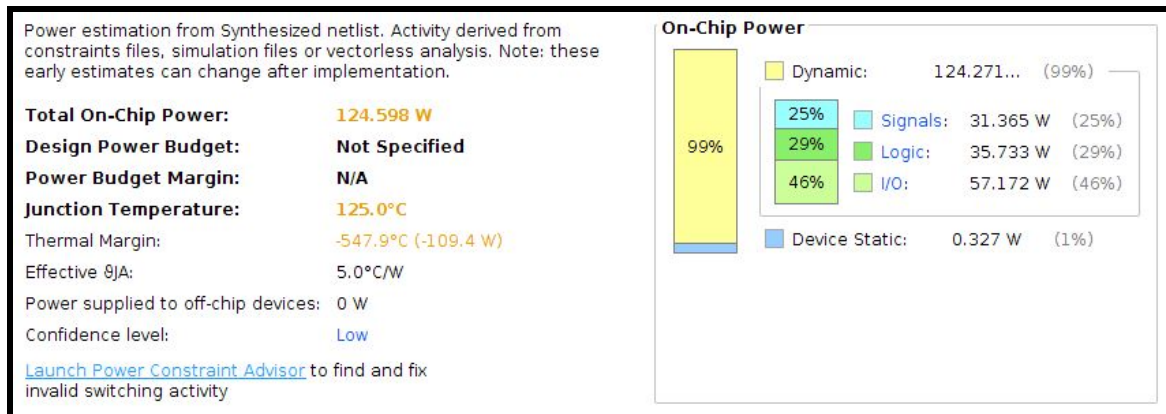 Power estimation from Synthesized netlist. Activity derived from
constraints files, simulation files or vectorless analysis. Note: these
early estimates can change after implementation.
Total On-Chip Power: 124.598 W
Design Power Budget: Not Specified
Power Budget Margin: N/A
Junction Temperature: 125.0°C
Thermal Margin: -547.9°C (-109.4 W)
Effective ϑJA: 5.0°C/W
Power supplied to off-chip devices: 0 W
Confidence level: Low
Launch Power Constraint Advisor to find and fix
invalid switching activity
On-Chip Power
Dynamic: 124.271... (99%)
99%
25% Signals: 31.365 W (25%)
29% Logic: 35.733 W (29%)
46% I/O: 57.172 W (46%)
Device Static: 0.327 W (1%)